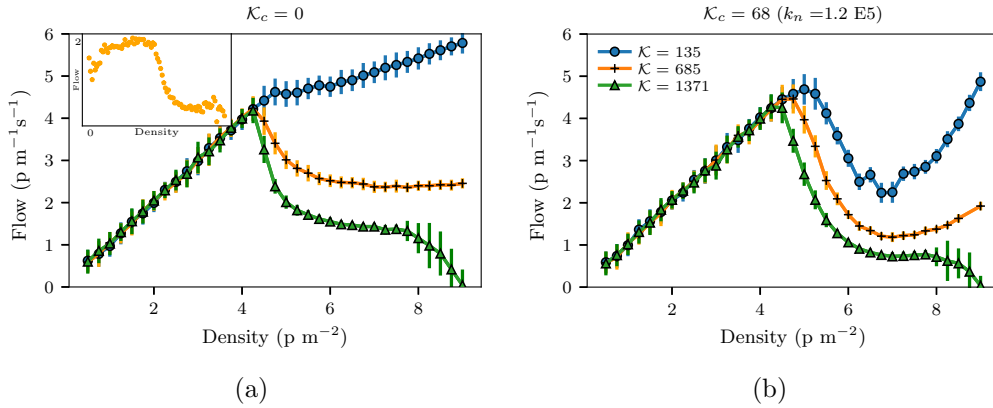 𝒦c = 0
Flow (p m−1s−1)
6
5
4
3
2
1
0
2
Flow
0
Density
2
4
6
8
Density (p m−2)
(a)
𝒦c = 68 (kn =1.2 E5)
Flow (p m−1s−1)
6
5
4
3
2
1
0
𝒦 = 135
𝒦 = 685
𝒦 = 1371
2
4
6
8
Density (p m−2)
(b)